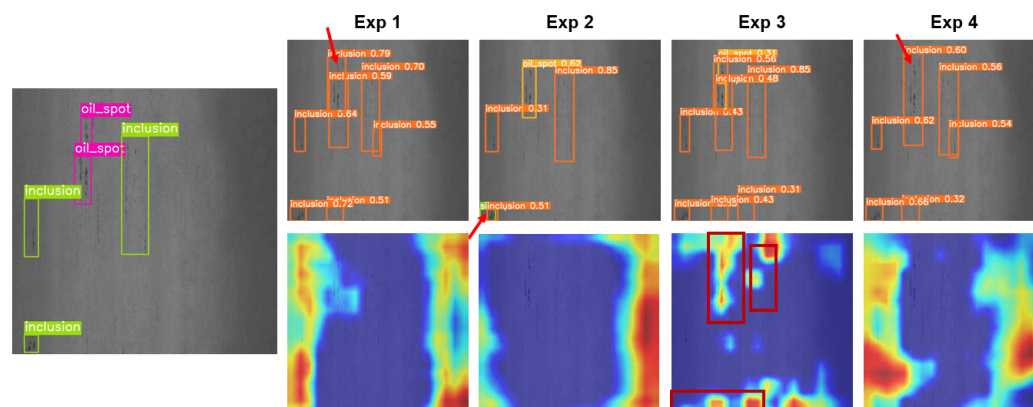 Exp 1
Exp 2
Exp 3
Exp 4
oil_spot
inclusion
oil_spot
inclusion
inclusion
inclusion 0.79
inclusion 0.70
inclusion 0.59
inclusion 0.64
inclusion 0.55
inclusion 0.51
oil_spot 0.62
inclusion 0.85
inclusion 0.31
inclusion 0.51
oil_spot 0.31
inclusion 0.56
inclusion 0.85
inclusion 0.48
inclusion 0.43
inclusion 0.31
inclusion 0.43
inclusion 0.60
inclusion 0.56
inclusion 0.62
inclusion 0.54
inclusion 0.32
inclusion 0.66